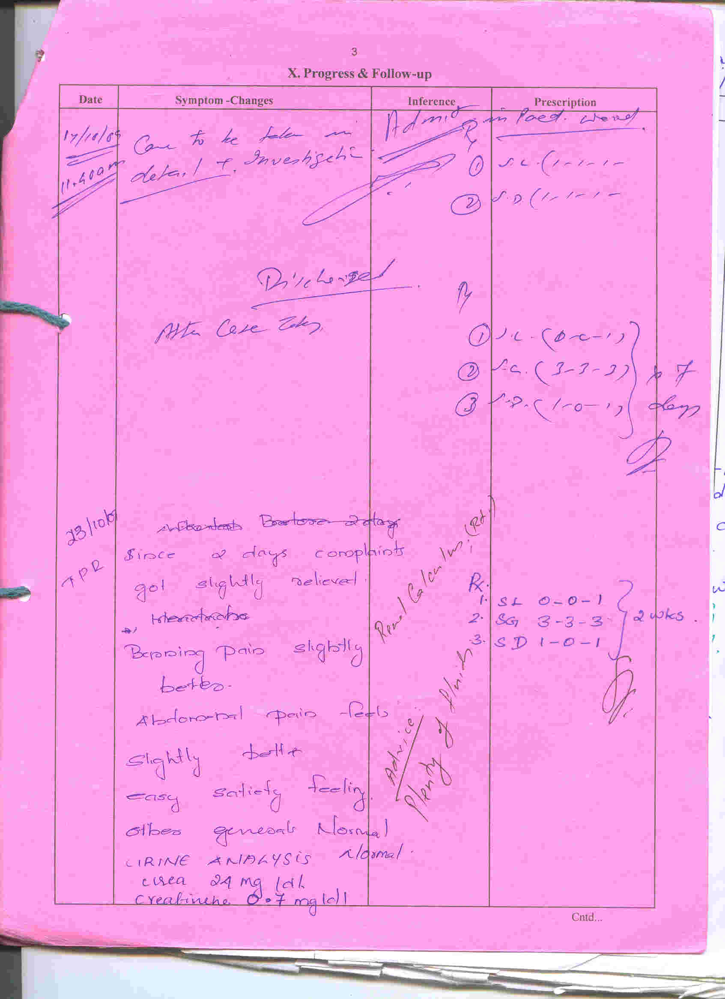 3
X. Progress & Follow-up
Date Symptom -Changes Inference Prescription
17/10/09
11.40am
Case to be taken in
detail & Investigation.
Admit in Paed. ward.
Rx
① S.L. (1-1-1-
② S.D. (1-1-1-
Discharged
After Case
Rx
① S.L. (0-0-1)
② S.G. (3-3-3)
③ S.D. (1-0-1)
x 7
days
23/10/09
Before 2 days
Since 2 days complaints
got slightly relieved.
Burning pain slightly
better.
Abdominal pain feels
slightly better
easy satiety feeling.
other generals Normal
URINE ANALYSIS Normal.
urea 24 mg/dl
creatinine 0.7 mg/dl
Renal Calculus; (Rt.)
Advice:
Plenty of fluids
Rx.
1. SL 0-0-1
2. SG 3-3-3
3. SD 1-0-1
2 wks.
Cntd...